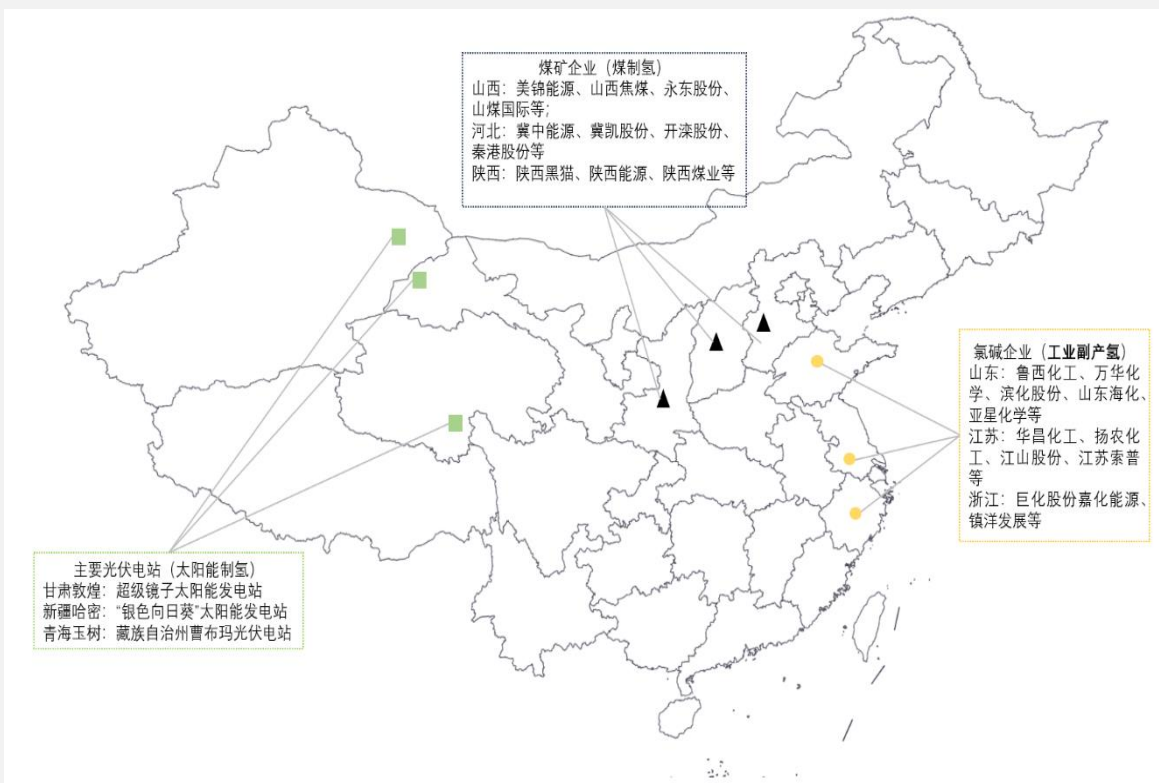 煤矿企业（煤制氢）
山西：美锦能源、山西焦煤、永东股份、
山煤国际等；
河北：冀中能源、冀凯股份、开滦股份、
秦港股份等
陕西：陕西黑猫、陕西能源、陕西煤业等
氯碱企业（工业副产氢）
山东：鲁西化工、万华化
学、滨化股份、山东海化、
亚星化学等
江苏：华昌化工、扬农化
工、江山股份、江苏索普
等
浙江：巨化股份嘉化能源、
镇洋发展等
主要光伏电站（太阳能制氢）
甘肃敦煌：超级镜子太阳能发电站
新疆哈密：“银色向日葵”太阳能发电站
青海玉树：藏族自治州曹布玛光伏电站